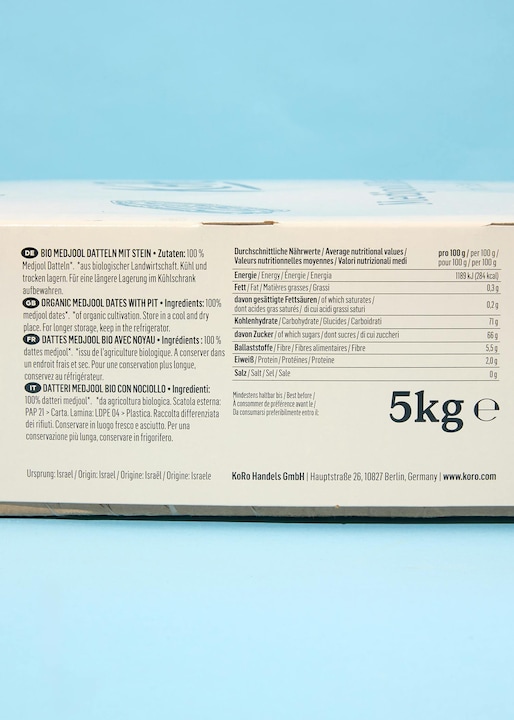 DE BIO MEDJOOL DATTELN MIT STEIN • Zutaten: 100 %
Medjool Datteln*. *aus biologischer Landwirtschaft. Kühl und
trocken lagern. Für eine längere Lagerung im Kühlschrank
aufbewahren.
GB ORGANIC MEDJOOL DATES WITH PIT • Ingredients: 100%
medjool dates*. *of organic cultivation. Store in a cool and dry
place. For longer storage, keep in the refrigerator.
FR DATTES MEDJOOL BIO AVEC NOYAU • Ingrédients : 100 %
dattes medjool*. *issu de l'agriculture biologique. À conserver dans
un endroit frais et sec. Pour une conservation plus longue,
conservez au réfrigérateur.
IT DATTERI MEDJOOL BIO CON NOCIOLLO • Ingredienti:
100% datteri medjool*. *da agricoltura biologica. Scatola esterna:
PAP 21 > Carta. Lamina: LDPE 04 > Plastica. Raccolta differenziata
dei rifiuti. Conservare in luogo fresco e asciutto. Per una
conservazione più lunga, conservare in frigorifero.
Ursprung: Israel / Origin: Israel / Origine: Israël / Origine: Israele
Durchschnittliche Nährwerte / Average nutritional values /
Valeurs nutritionnelles moyennes / Valori nutrizionali medi
pro 100 g / per 100 g /
pour 100 g / per 100 g
Energie / Energy / Énergie / Energia 1189 kJ (284 kcal)
Fett / Fat / Matières grasses / Grassi 0,3 g
davon gesättigte Fettsäuren / of which saturates /
dont acides gras saturés / di cui acidi grassi saturi 0,2 g
Kohlenhydrate / Carbohydrate / Glucides / Carboidrati 71 g
davon Zucker / of which sugars / dont sucres / di cui zuccheri 66 g
Ballaststoffe / Fibre / Fibres alimentaires / Fibre 5,5 g
Eiweiß / Protein / Protéines / Proteine 2,0 g
Salz / Salt / Sel / Sale 0 g
Mindestens haltbar bis / Best before /
À consommer de préférence avant le /
Da consumarsi preferibilmente entro il:
5kg ℮
KoRo Handels GmbH | Hauptstraße 26, 10827 Berlin, Germany | www.koro.com